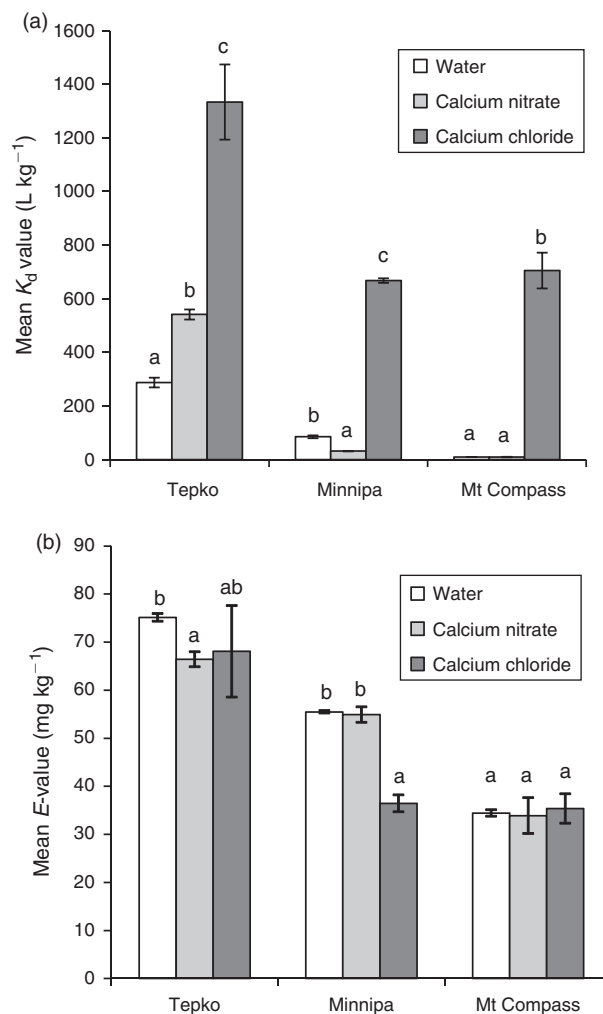 (a)
1600
1400
1200
1000
800
600
400
200
0
Mean Kd value (L kg−1)
Water
Calcium nitrate
Calcium chloride
a
b
c
b
a
c
a
a
b
Tepko
Minnipa
Mt Compass
(b)
90
80
70
60
50
40
30
20
10
0
Mean E-value (mg kg−1)
Water
Calcium nitrate
Calcium chloride
b
a
ab
b
b
a
a
a
a
Tepko
Minnipa
Mt Compass